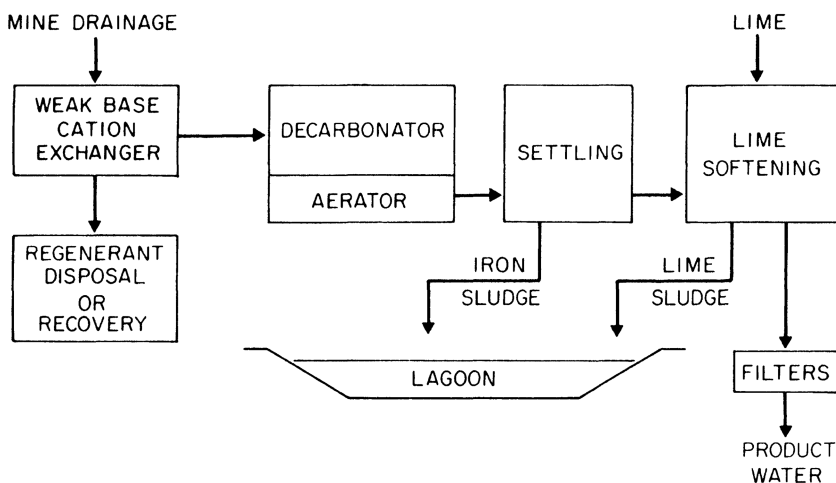 MINE DRAINAGE
LIME
WEAK BASE
CATION
EXCHANGER
DECARBONATOR
AERATOR
SETTLING
LIME
SOFTENING
REGENERANT
DISPOSAL
OR
RECOVERY
IRON
SLUDGE
LIME
SLUDGE
LAGOON
FILTERS
PRODUCT
WATER